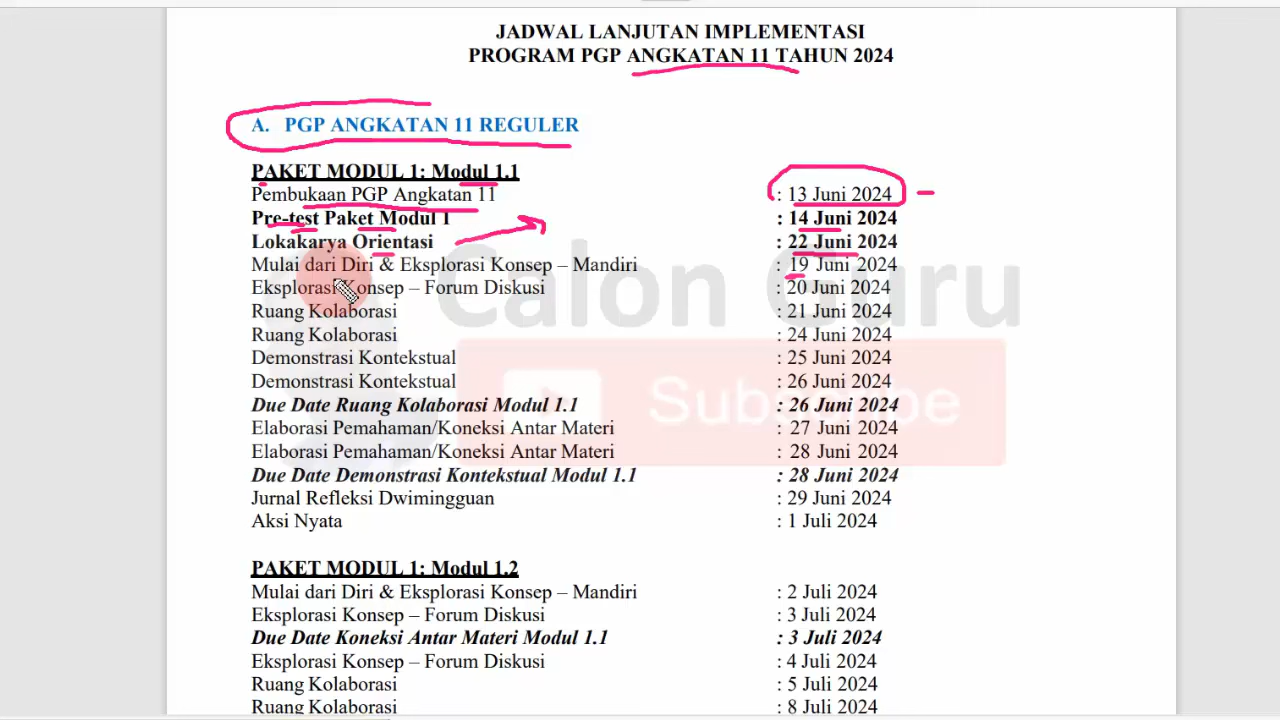 JADWAL LANJUTAN IMPLEMENTASI
PROGRAM PGP ANGKATAN 11 TAHUN 2024
A. PGP ANGKATAN 11 REGULER
PAKET MODUL 1: Modul 1.1
Pembukaan PGP Angkatan 11 : 13 Juni 2024
Pre-test Paket Modul 1 : 14 Juni 2024
Lokakarya Orientasi : 22 Juni 2024
Mulai dari Diri & Eksplorasi Konsep – Mandiri : 19 Juni 2024
Eksplorasi Konsep – Forum Diskusi : 20 Juni 2024
Ruang Kolaborasi : 21 Juni 2024
Ruang Kolaborasi : 24 Juni 2024
Demonstrasi Kontekstual : 25 Juni 2024
Demonstrasi Kontekstual : 26 Juni 2024
Due Date Ruang Kolaborasi Modul 1.1 : 26 Juni 2024
Elaborasi Pemahaman/Koneksi Antar Materi : 27 Juni 2024
Elaborasi Pemahaman/Koneksi Antar Materi : 28 Juni 2024
Due Date Demonstrasi Kontekstual Modul 1.1 : 28 Juni 2024
Jurnal Refleksi Dwimingguan : 29 Juni 2024
Aksi Nyata : 1 Juli 2024
PAKET MODUL 1: Modul 1.2
Mulai dari Diri & Eksplorasi Konsep – Mandiri : 2 Juli 2024
Eksplorasi Konsep – Forum Diskusi : 3 Juli 2024
Due Date Koneksi Antar Materi Modul 1.1 : 3 Juli 2024
Eksplorasi Konsep – Forum Diskusi : 4 Juli 2024
Ruang Kolaborasi : 5 Juli 2024
Ruang Kolaborasi : 8 Juli 2024
Calon Guru
Subscribe